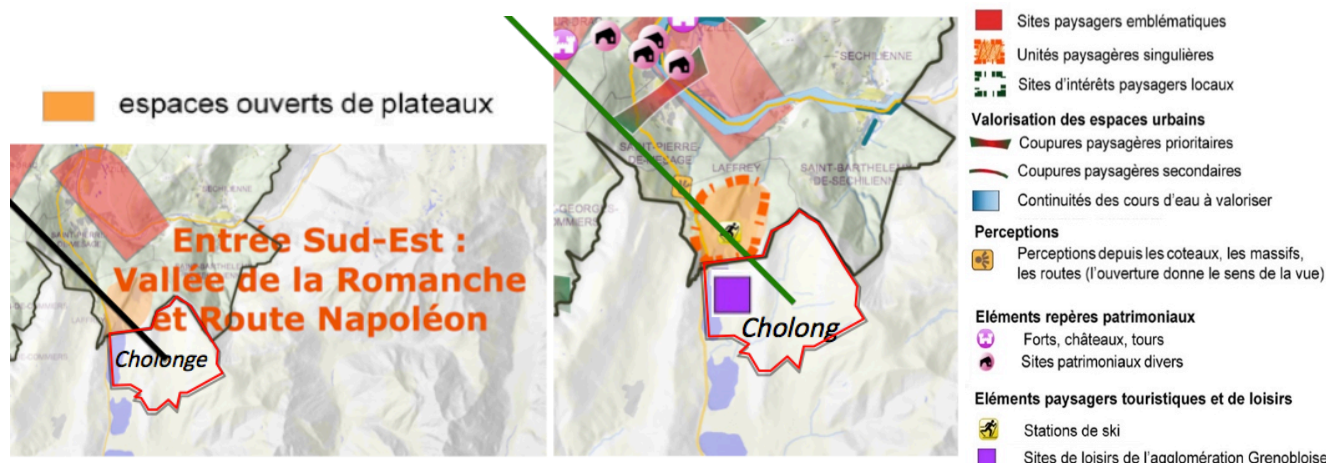 espaces ouverts de plateaux
SECHILIENNE
Entrée Sud-Est :
Vallée de la Romanche
et Route Napoléon
LAFFREY
Cholonge
SECHILIENNE
SAINT-PIERRE-
DE-MESAGE
LAFFREY
SAINT-BARTHELEMY-
DE-SECHILIENNE
Cholong
Sites paysagers emblématiques
Unités paysagères singulières
Sites d'intérêts paysagers locaux
Valorisation des espaces urbains
Coupures paysagères prioritaires
Coupures paysagères secondaires
Continuités des cours d'eau à valoriser
Perceptions
Perceptions depuis les coteaux, les massifs,
les routes (l'ouverture donne le sens de la vue)
Eléments repères patrimoniaux
Forts, châteaux, tours
Sites patrimoniaux divers
Eléments paysagers touristiques et de loisirs
Stations de ski
Sites de loisirs de l'agglomération Grenobloise